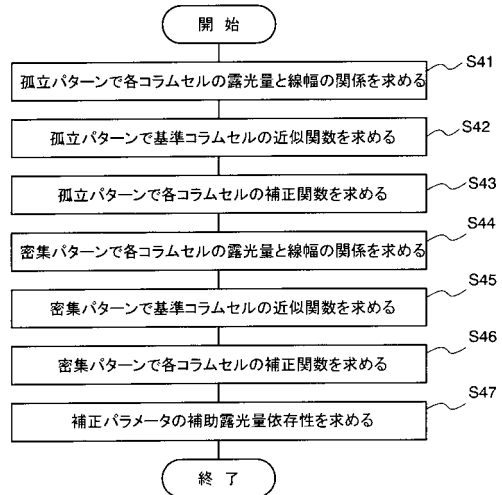 開始
S41
孤立パターンで各コラムセルの露光量と線幅の関係を求める
S42
孤立パターンで基準コラムセルの近似関数を求める
S43
孤立パターンで各コラムセルの補正関数を求める
S44
密集パターンで各コラムセルの露光量と線幅の関係を求める
S45
密集パターンで基準コラムセルの近似関数を求める
S46
密集パターンで各コラムセルの補正関数を求める
S47
補正パラメータの補助露光量依存性を求める
終了